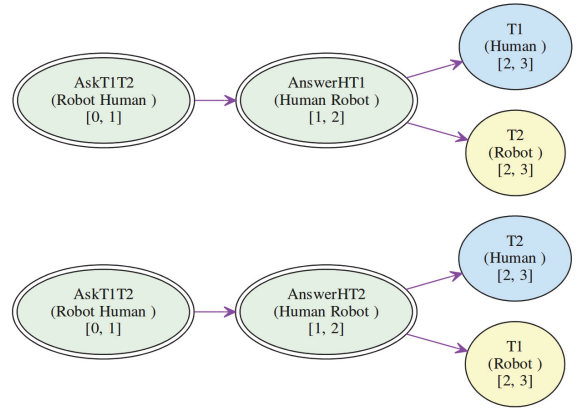 AskT1T2
(Robot Human )
[0, 1]
AnswerHT1
(Human Robot )
[1, 2]
T1
(Human )
[2, 3]
T2
(Robot )
[2, 3]
AskT1T2
(Robot Human )
[0, 1]
AnswerHT2
(Human Robot )
[1, 2]
T2
(Human )
[2, 3]
T1
(Robot )
[2, 3]